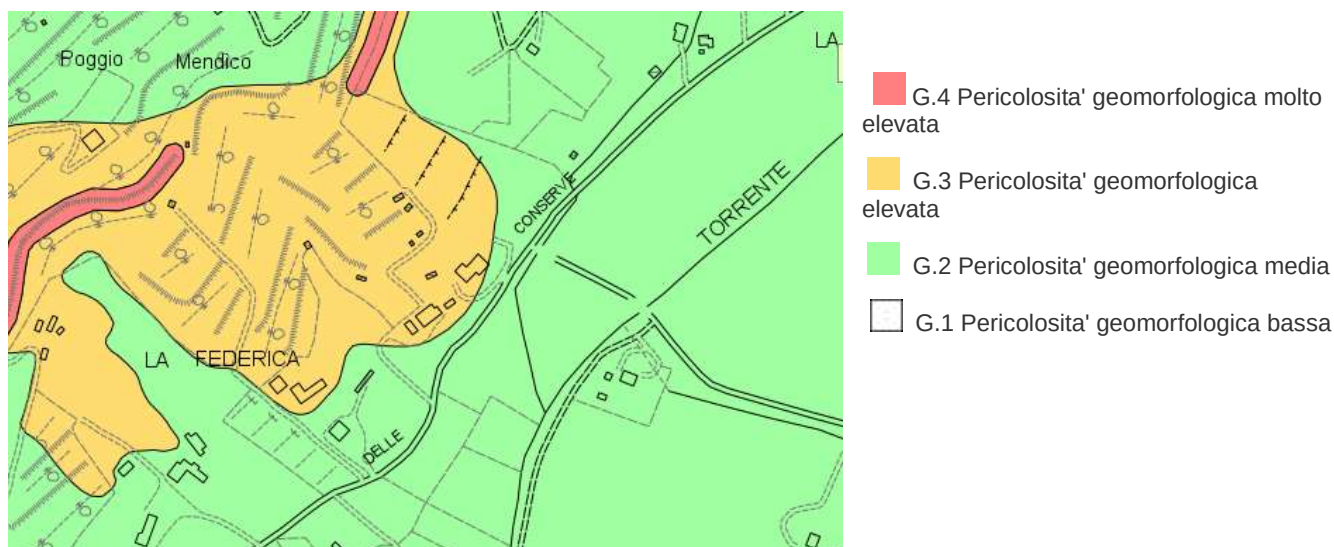 Poggio Mendico
LA
CONSERVE
TORRENTE
LA FEDERICA
DELLE
G.4 Pericolosita' geomorfologica molto
elevata
G.3 Pericolosita' geomorfologica
elevata
G.2 Pericolosita' geomorfologica media
G.1 Pericolosita' geomorfologica bassa